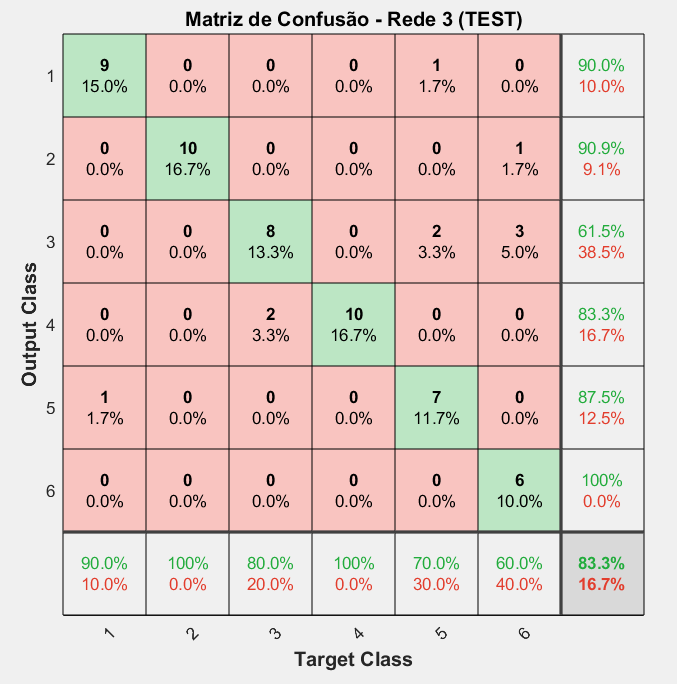 Matriz de Confusão - Rede 3 (TEST)
1 9 0 0 0 1 0 90.0%
15.0% 0.0% 0.0% 0.0% 1.7% 0.0% 10.0%
2 0 10 0 0 0 1 90.9%
0.0% 16.7% 0.0% 0.0% 0.0% 1.7% 9.1%
3 0 0 8 0 2 3 61.5%
0.0% 0.0% 13.3% 0.0% 3.3% 5.0% 38.5%
4 0 0 2 10 0 0 83.3%
0.0% 0.0% 3.3% 16.7% 0.0% 0.0% 16.7%
5 1 0 0 0 7 0 87.5%
1.7% 0.0% 0.0% 0.0% 11.7% 0.0% 12.5%
6 0 0 0 0 0 6 100%
0.0% 0.0% 0.0% 0.0% 0.0% 10.0% 0.0%
90.0% 100% 80.0% 100% 70.0% 60.0% 83.3%
10.0% 0.0% 20.0% 0.0% 30.0% 40.0% 16.7%
1 2 3 4 5 6
Target Class
Output Class